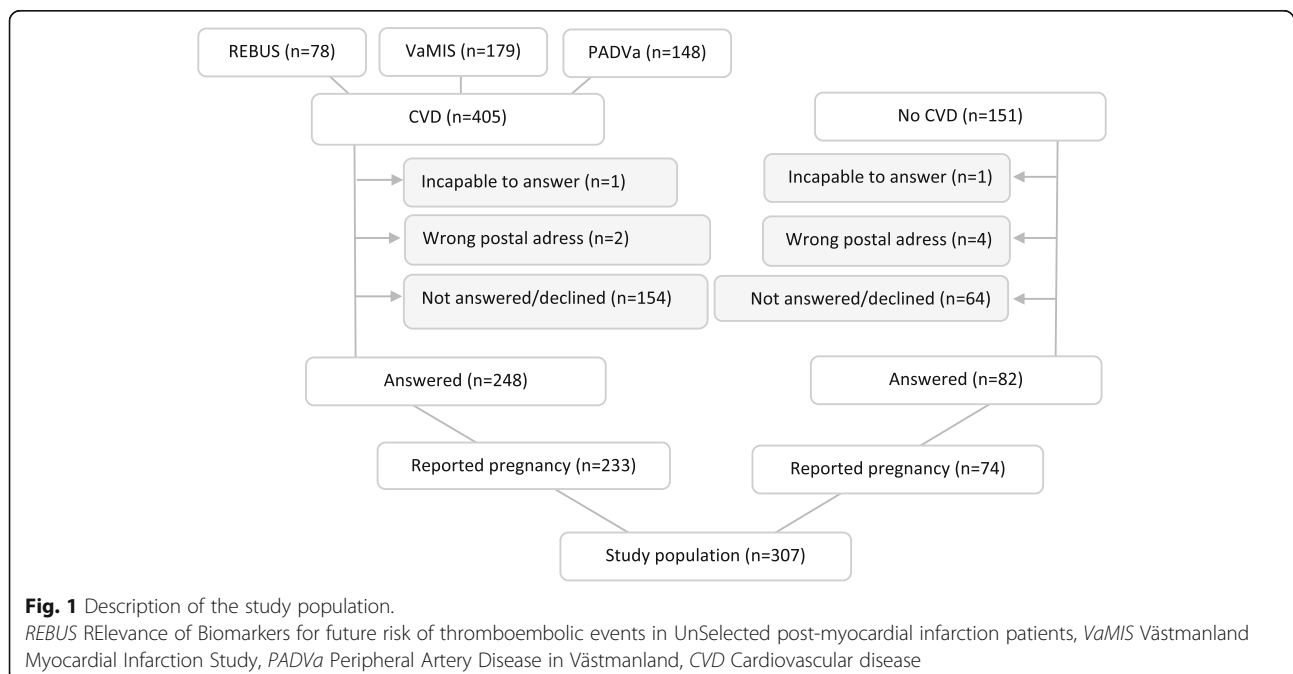 REBUS (n=78)
VaMIS (n=179)
PADVa (n=148)
CVD (n=405)
No CVD (n=151)
Incapable to answer (n=1)
Incapable to answer (n=1)
Wrong postal adress (n=2)
Wrong postal adress (n=4)
Not answered/declined (n=154)
Not answered/declined (n=64)
Answered (n=248)
Answered (n=82)
Reported pregnancy (n=233)
Reported pregnancy (n=74)
Study population (n=307)
Fig. 1 Description of the study population.
REBUS RElevance of Biomarkers for future risk of thromboembolic events in UnSelected post-myocardial infarction patients, VaMIS Västmanland
Myocardial Infarction Study, PADVa Peripheral Artery Disease in Västmanland, CVD Cardiovascular disease